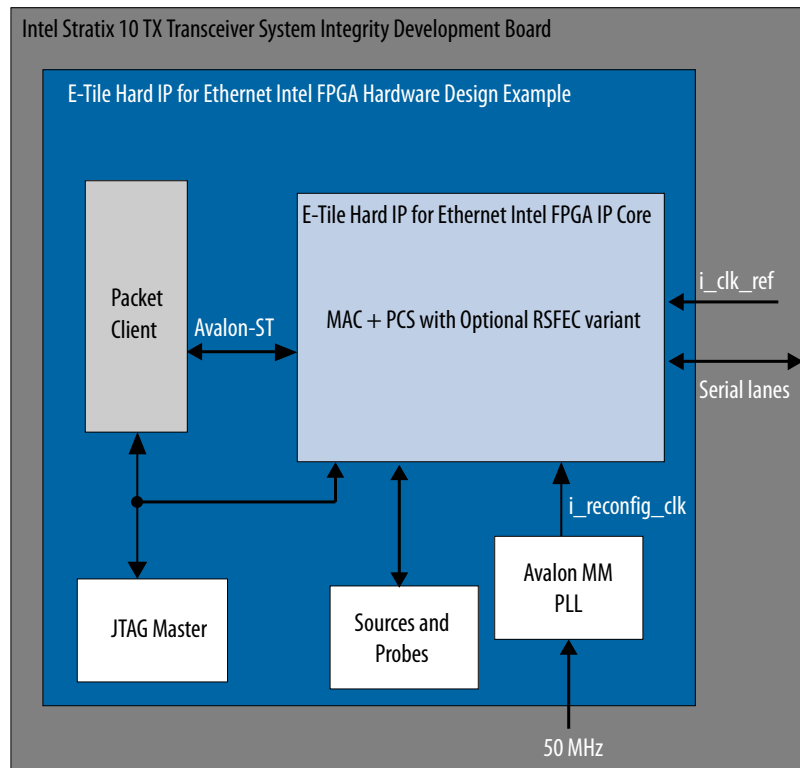 Intel Stratix 10 TX Transceiver System Integrity Development Board
E-Tile Hard IP for Ethernet Intel FPGA Hardware Design Example
E-Tile Hard IP for Ethernet Intel FPGA IP Core
Packet
Client
Avalon-ST
MAC + PCS with Optional RSFEC variant
i_clk_ref
Serial lanes
i_reconfig_clk
JTAG Master
Sources and
Probes
Avalon MM
PLL
50 MHz